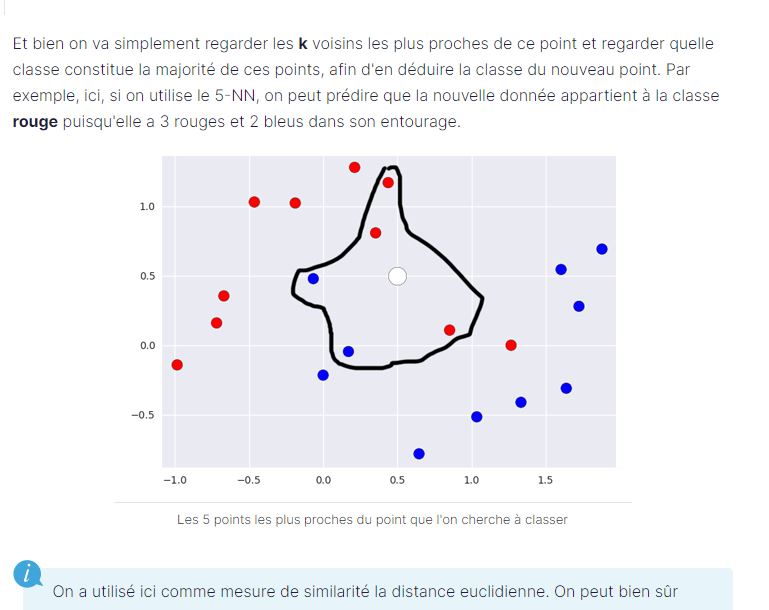 Et bien on va simplement regarder les k voisins les plus proches de ce point et regarder quelle
classe constitue la majorité de ces points, afin d'en déduire la classe du nouveau point. Par
exemple, ici, si on utilise le 5-NN, on peut prédire que la nouvelle donnée appartient à la classe
rouge puisqu'elle a 3 rouges et 2 bleus dans son entourage.
1.0
0.5
0.0
−0.5
−1.0 −0.5 0.0 0.5 1.0 1.5
Les 5 points les plus proches du point que l'on cherche à classer
i
On a utilisé ici comme mesure de similarité la distance euclidienne. On peut bien sûr